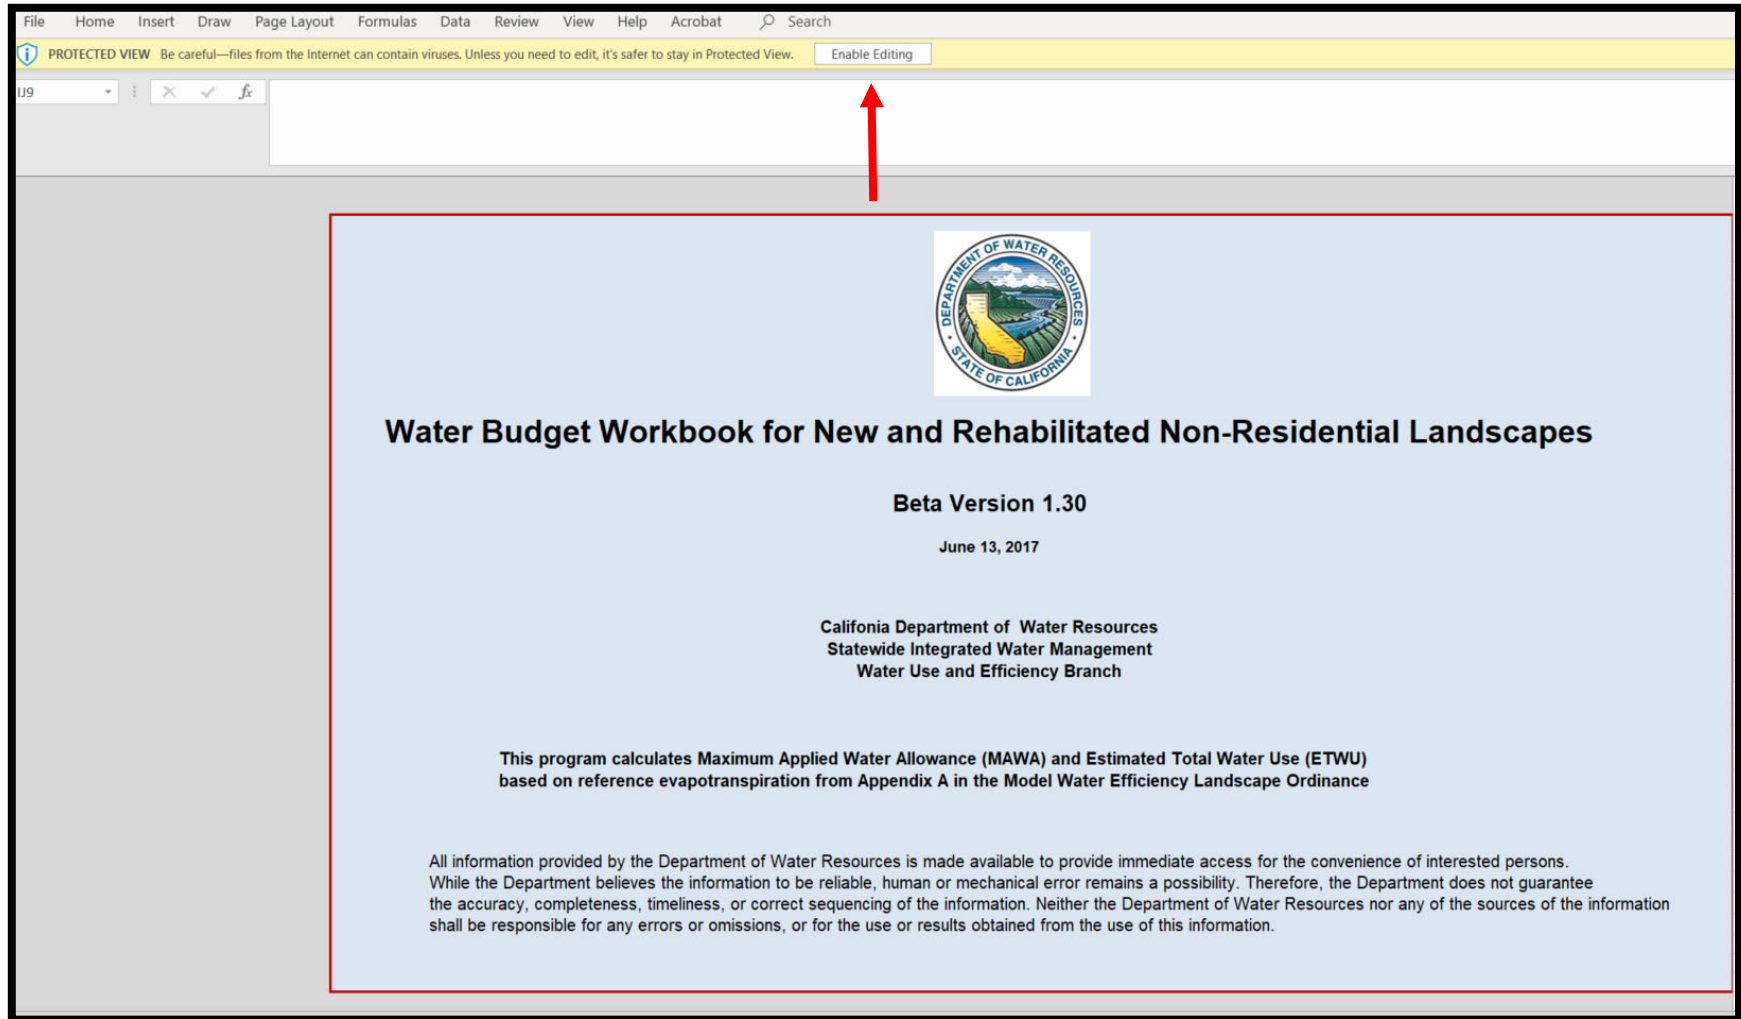 File Home Insert Draw Page Layout Formulas Data Review View Help Acrobat Search
PROTECTED VIEW Be careful—files from the Internet can contain viruses. Unless you need to edit, it's safer to stay in Protected View. Enable Editing
IJ9 fx
DEPARTMENT OF WATER RESOURCES
STATE OF CALIFORNIA
Water Budget Workbook for New and Rehabilitated Non-Residential Landscapes
Beta Version 1.30
June 13, 2017
Califonia Department of Water Resources
Statewide Integrated Water Management
Water Use and Efficiency Branch
This program calculates Maximum Applied Water Allowance (MAWA) and Estimated Total Water Use (ETWU)
based on reference evapotranspiration from Appendix A in the Model Water Efficiency Landscape Ordinance
All information provided by the Department of Water Resources is made available to provide immediate access for the convenience of interested persons.
While the Department believes the information to be reliable, human or mechanical error remains a possibility. Therefore, the Department does not guarantee
the accuracy, completeness, timeliness, or correct sequencing of the information. Neither the Department of Water Resources nor any of the sources of the information
shall be responsible for any errors or omissions, or for the use or results obtained from the use of this information.